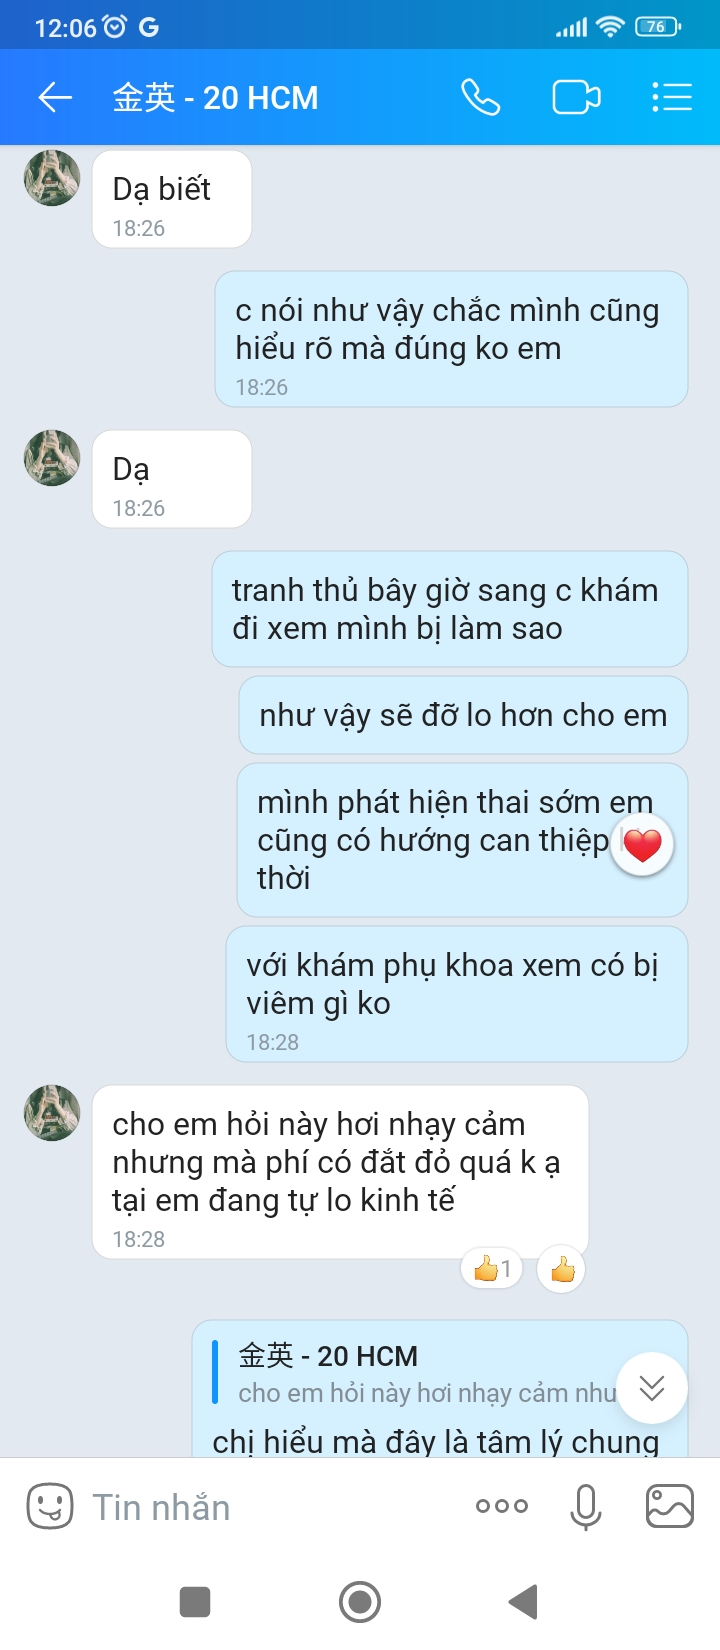 12:06 G 76
金英 - 20 HCM
Dạ biết
18:26
c nói như vậy chắc mình cũng
hiểu rõ mà đúng ko em
18:26
Dạ
18:26
tranh thủ bây giờ sang c khám
đi xem mình bị làm sao
như vậy sẽ đỡ lo hơn cho em
mình phát hiện thai sớm em
cũng có hướng can thiệp
thời
với khám phụ khoa xem có bị
viêm gì ko
18:28
cho em hỏi này hơi nhạy cảm
nhưng mà phí có đắt đỏ quá k ạ
tại em đang tự lo kinh tế
18:28
1
金英 - 20 HCM
cho em hỏi này hơi nhạy cảm như
chị hiểu mà đây là tâm lý chung
Tin nhắn